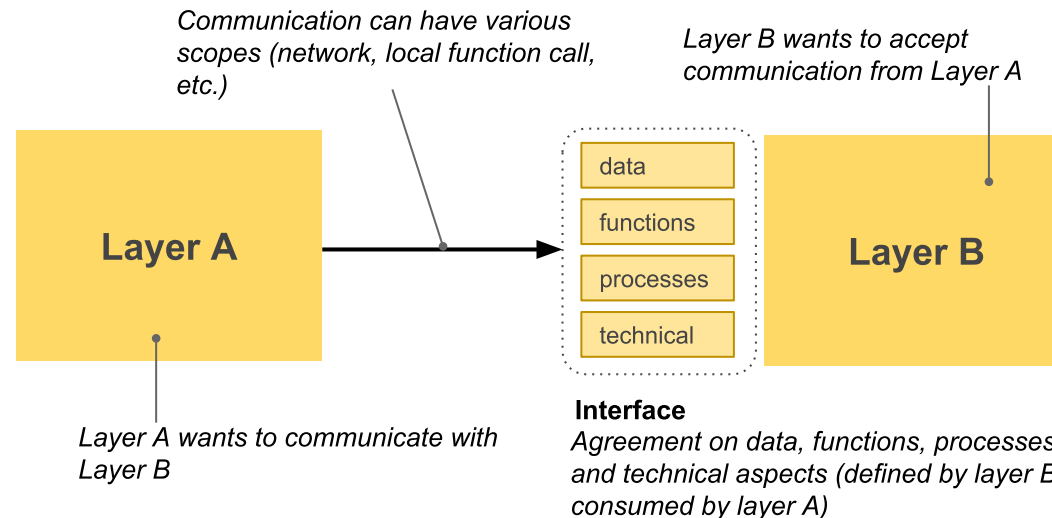 Communication can have various
scopes (network, local function call,
etc.)
Layer B wants to accept
communication from Layer A
Layer A
data
functions
processes
technical
Layer B
Layer A wants to communicate with
Layer B
Interface
Agreement on data, functions, processes
and technical aspects (defined by layer B
consumed by layer A)